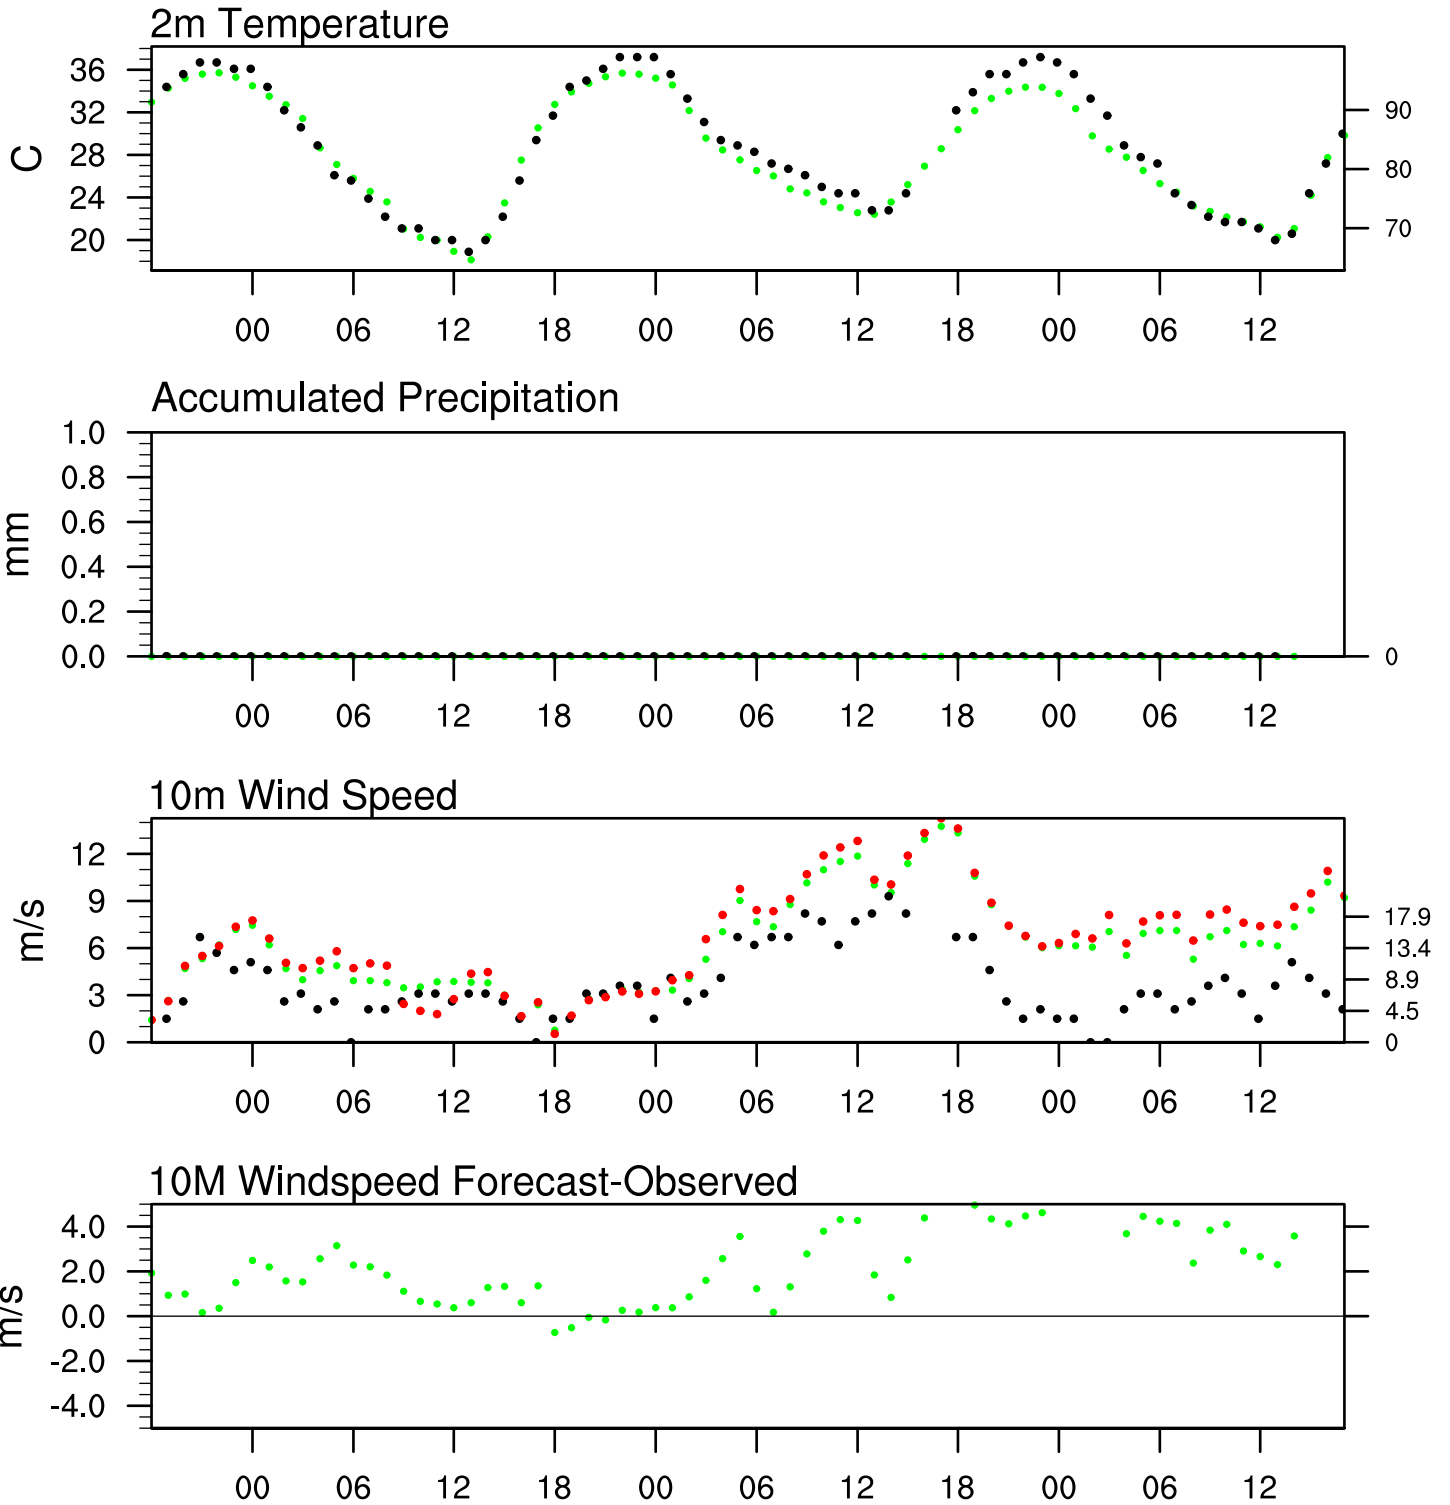 2m Temperature
36
32
28
24
20
C
90
80
70
00 06 12 18 00 06 12 18 00 06 12
Accumulated Precipitation
1.0
0.8
0.6
0.4
0.2
0.0
mm
0
00 06 12 18 00 06 12 18 00 06 12
10m Wind Speed
12
9
6
3
0
m/s
17.9
13.4
8.9
4.5
0
00 06 12 18 00 06 12 18 00 06 12
10M Windspeed Forecast-Observed
4.0
2.0
0.0
-2.0
-4.0
m/s
00 06 12 18 00 06 12 18 00 06 12